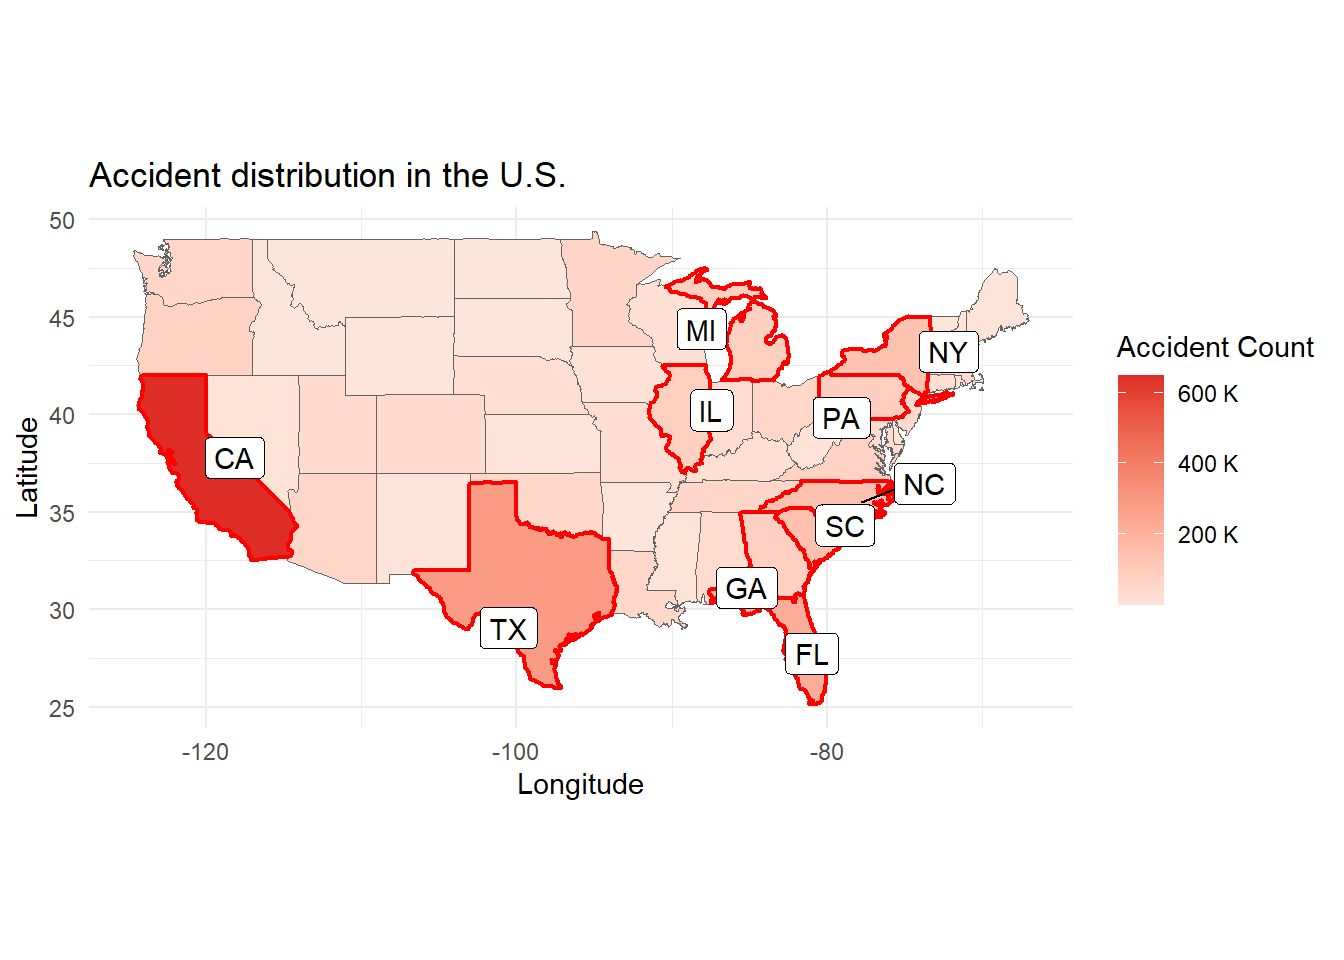 Accident distribution in the U.S.
50
45
40
35
30
25
Latitude
-120
-100
-80
Longitude
MI
NY
IL
PA
CA
NC
SC
GA
TX
FL
Accident Count
600 K
400 K
200 K